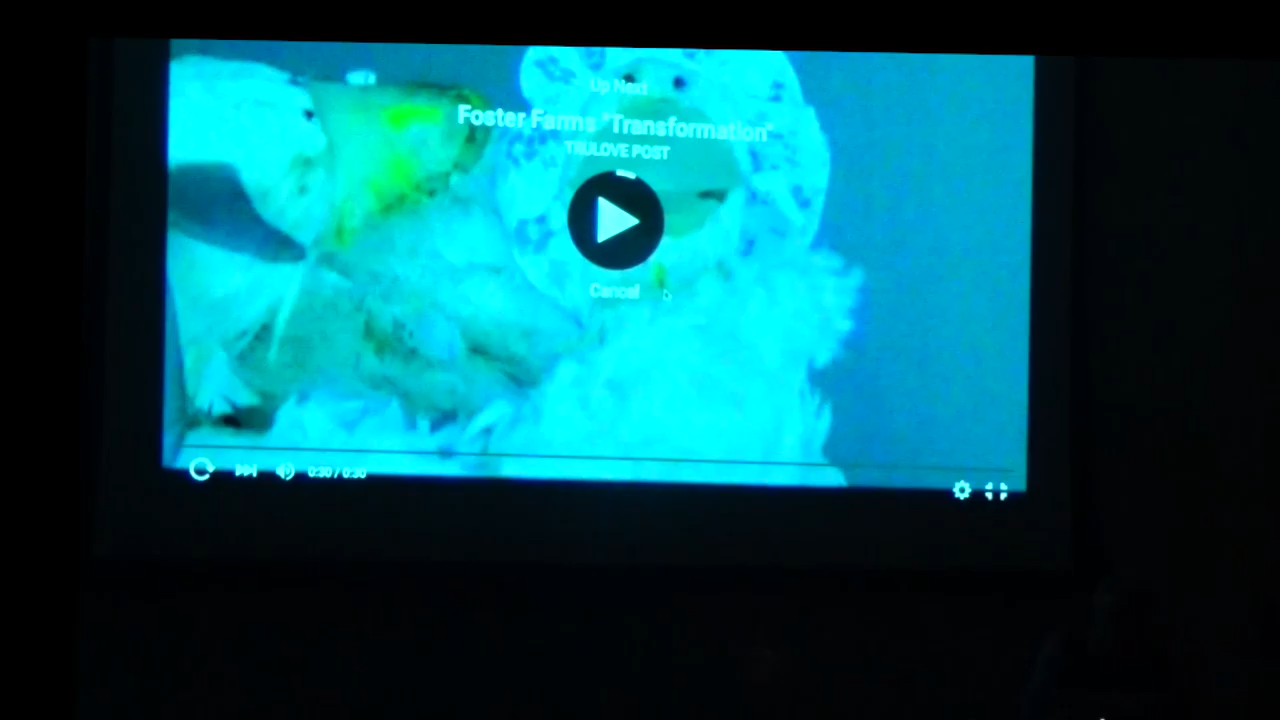 Up Next
Foster Farms "Transformation"
TRULOVE POST
Cancel
0:30 / 0:30